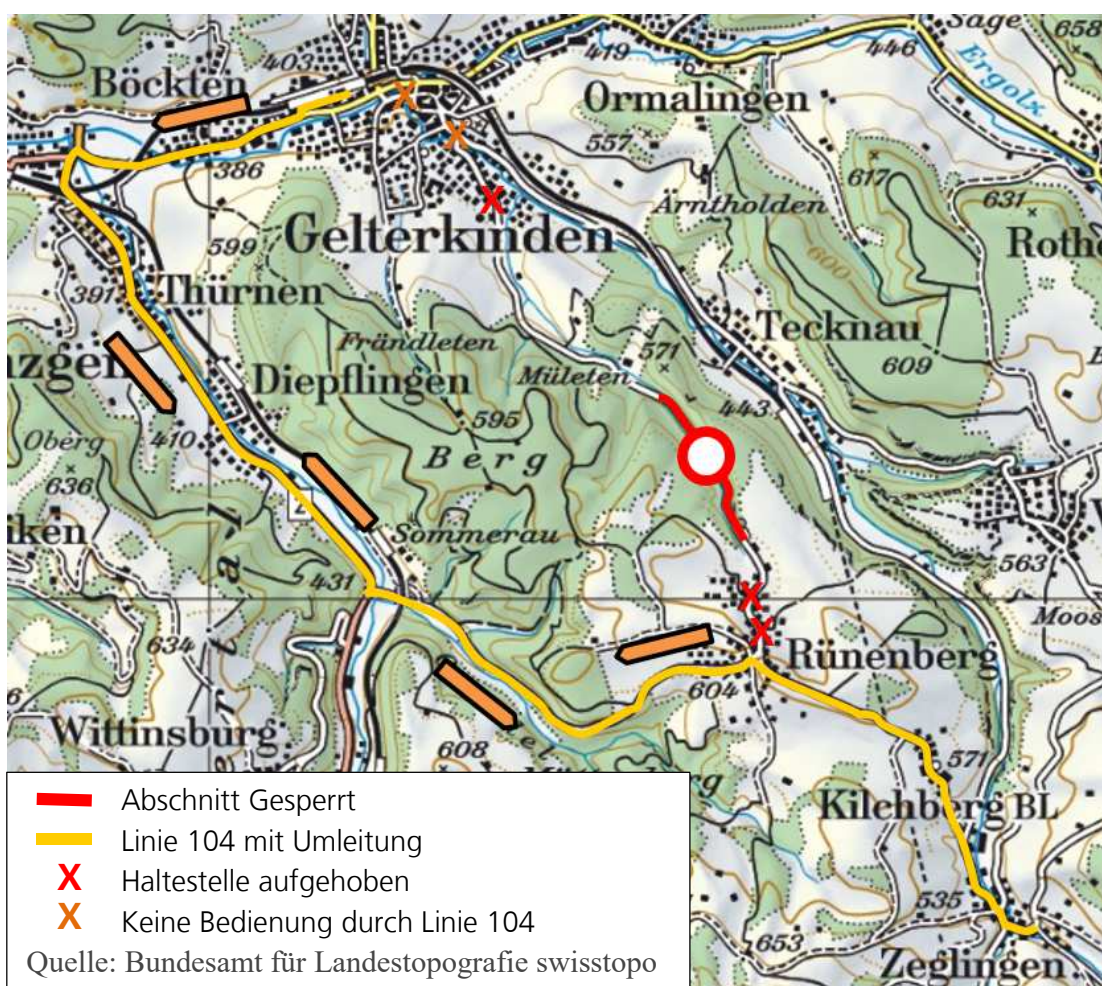 Säge
658
403
419
446
Böckten
Ergolz
Ormalingen
557
386
617
Ärntholden
631
Gelterkinden
599
600
Rothe
391
Thürnen
Tecknau
Fründleten
571
609
Mületen
zgen
Diepflingen
443
595
Oberg
410
Berg
636
Sommerau
iken
563
431
Moos
634
Rünenberg
604
Wittinsburg
608
571
Kilchberg BL
535
653
Zeglingen
Abschnitt Gesperrt
Linie 104 mit Umleitung
X Haltestelle aufgehoben
X Keine Bedienung durch Linie 104
Quelle: Bundesamt für Landestopografie swisstopo